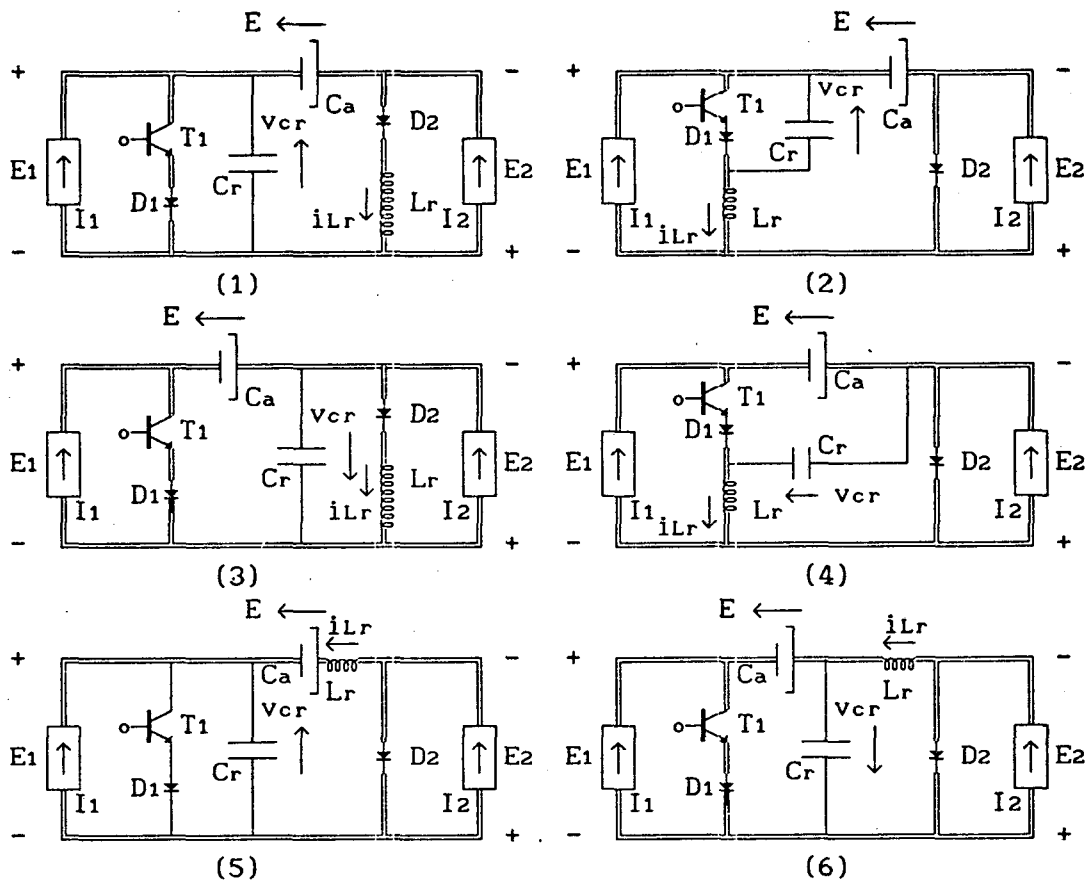 E
+ −
Ca
T1 Vcr D2
E1 Cr E2
D1 Lr
I1 iLr I2
− +
(1)
E
+ −
T1 Vcr Ca
D1
E1 Cr D2 E2
I1 Lr I2
iLr
− +
(2)
E
+ −
Ca
T1 Vcr D2
E1 Cr E2
D1 Lr
I1 iLr I2
− +
(3)
E
+ −
T1 Ca
D1 Cr
E1 D2 E2
I1 Lr Vcr I2
iLr
− +
(4)
E iLr
+ −
Ca Lr
T1 Vcr
E1 Cr D2 E2
D1
I1 I2
− +
(5)
E iLr
+ −
Ca Lr
T1 Vcr
E1 Cr D2 E2
D1
I1 I2
− +
(6)